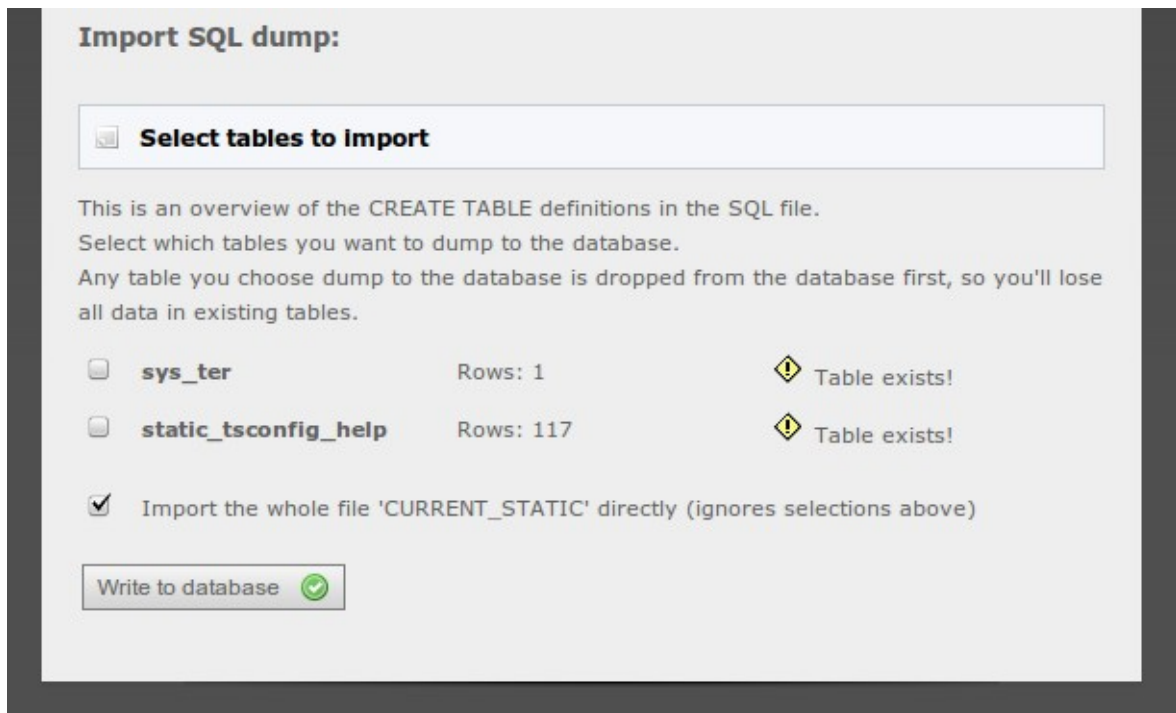 Import SQL dump:
Select tables to import
This is an overview of the CREATE TABLE definitions in the SQL file.
Select which tables you want to dump to the database.
Any table you choose dump to the database is dropped from the database first, so you'll lose
all data in existing tables.
sys_ter Rows: 1 Table exists!
static_tsconfig_help Rows: 117 Table exists!
Import the whole file 'CURRENT_STATIC' directly (ignores selections above)
Write to database